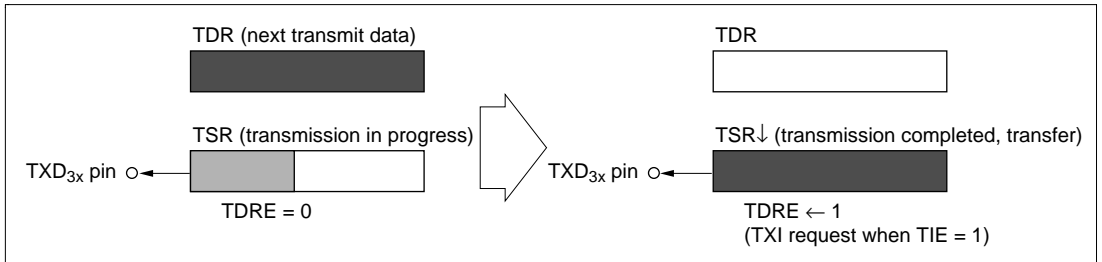 TDR (next transmit data)
TSR (transmission in progress)
TXD3x pin
TDRE = 0
TDR
TSR↓ (transmission completed, transfer)
TXD3x pin
TDRE ← 1
(TXI request when TIE = 1)